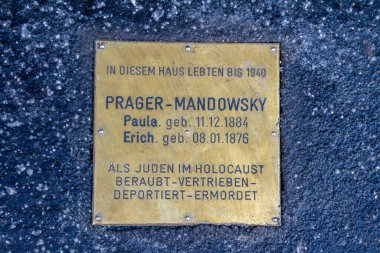 IN DIESEM HAUS LEBTEN BIS 1940
PRAGER-MANDOWSKY
Paula. geb. 11.12.1884
Erich. geb. 08.01.1876
ALS JUDEN IM HOLOCAUST
BERAUBT-VERTRIEBEN-
DEPORTIERT-ERMORDET